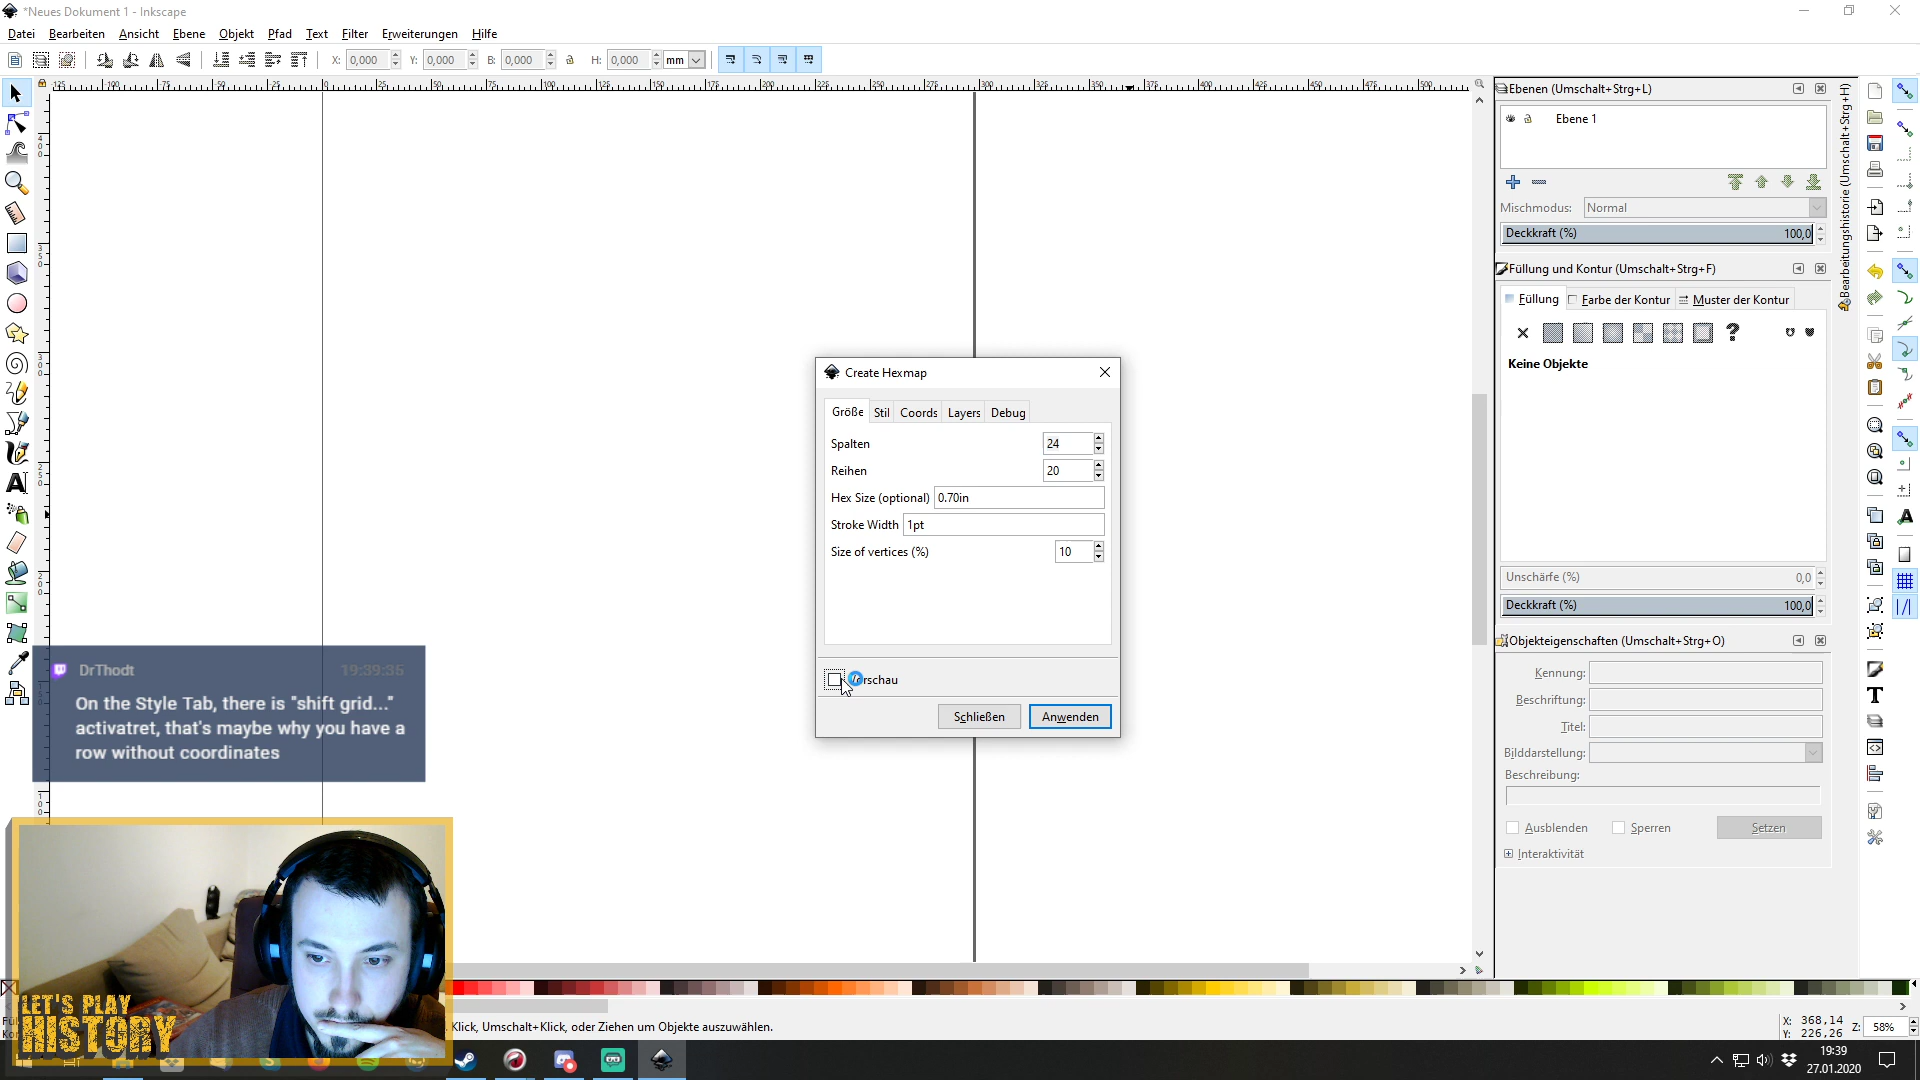 *Neues Dokument 1 - Inkscape
Datei Bearbeiten Ansicht Ebene Objekt Pfad Text Filter Erweiterungen Hilfe
X: 0,000 Y: 0,000 B: 0,000 H: 0,000 mm
Ebenen (Umschalt+Strg+L)
Ebene 1
Mischmodus: Normal
Deckkraft (%) 100,0
Bearbeitungshistorie (Umschalt+Strg+H)
Füllung und Kontur (Umschalt+Strg+F)
Füllung Farbe der Kontur Muster der Kontur
?
Keine Objekte
Unschärfe (%) 0,0
Deckkraft (%) 100,0
Objekteigenschaften (Umschalt+Strg+O)
Kennung:
Beschriftung:
Titel:
Bilddarstellung:
Beschreibung:
Ausblenden Sperren Setzen
Interaktivität
Create Hexmap
Größe Stil Coords Layers Debug
Spalten 24
Reihen 20
Hex Size (optional) 0.70in
Stroke Width 1pt
Size of vertices (%) 10
rschau
Schließen Anwenden
DrThodt 19:39:35
On the Style Tab, there is "shift grid..."
activatret, that's maybe why you have a
row without coordinates
LET'S PLAY
HISTORY
Klick, Umschalt+Klick, oder Ziehen um Objekte auszuwählen.
X: 368,14
Y: 226,26
Z: 58%
19:39
27.01.2020